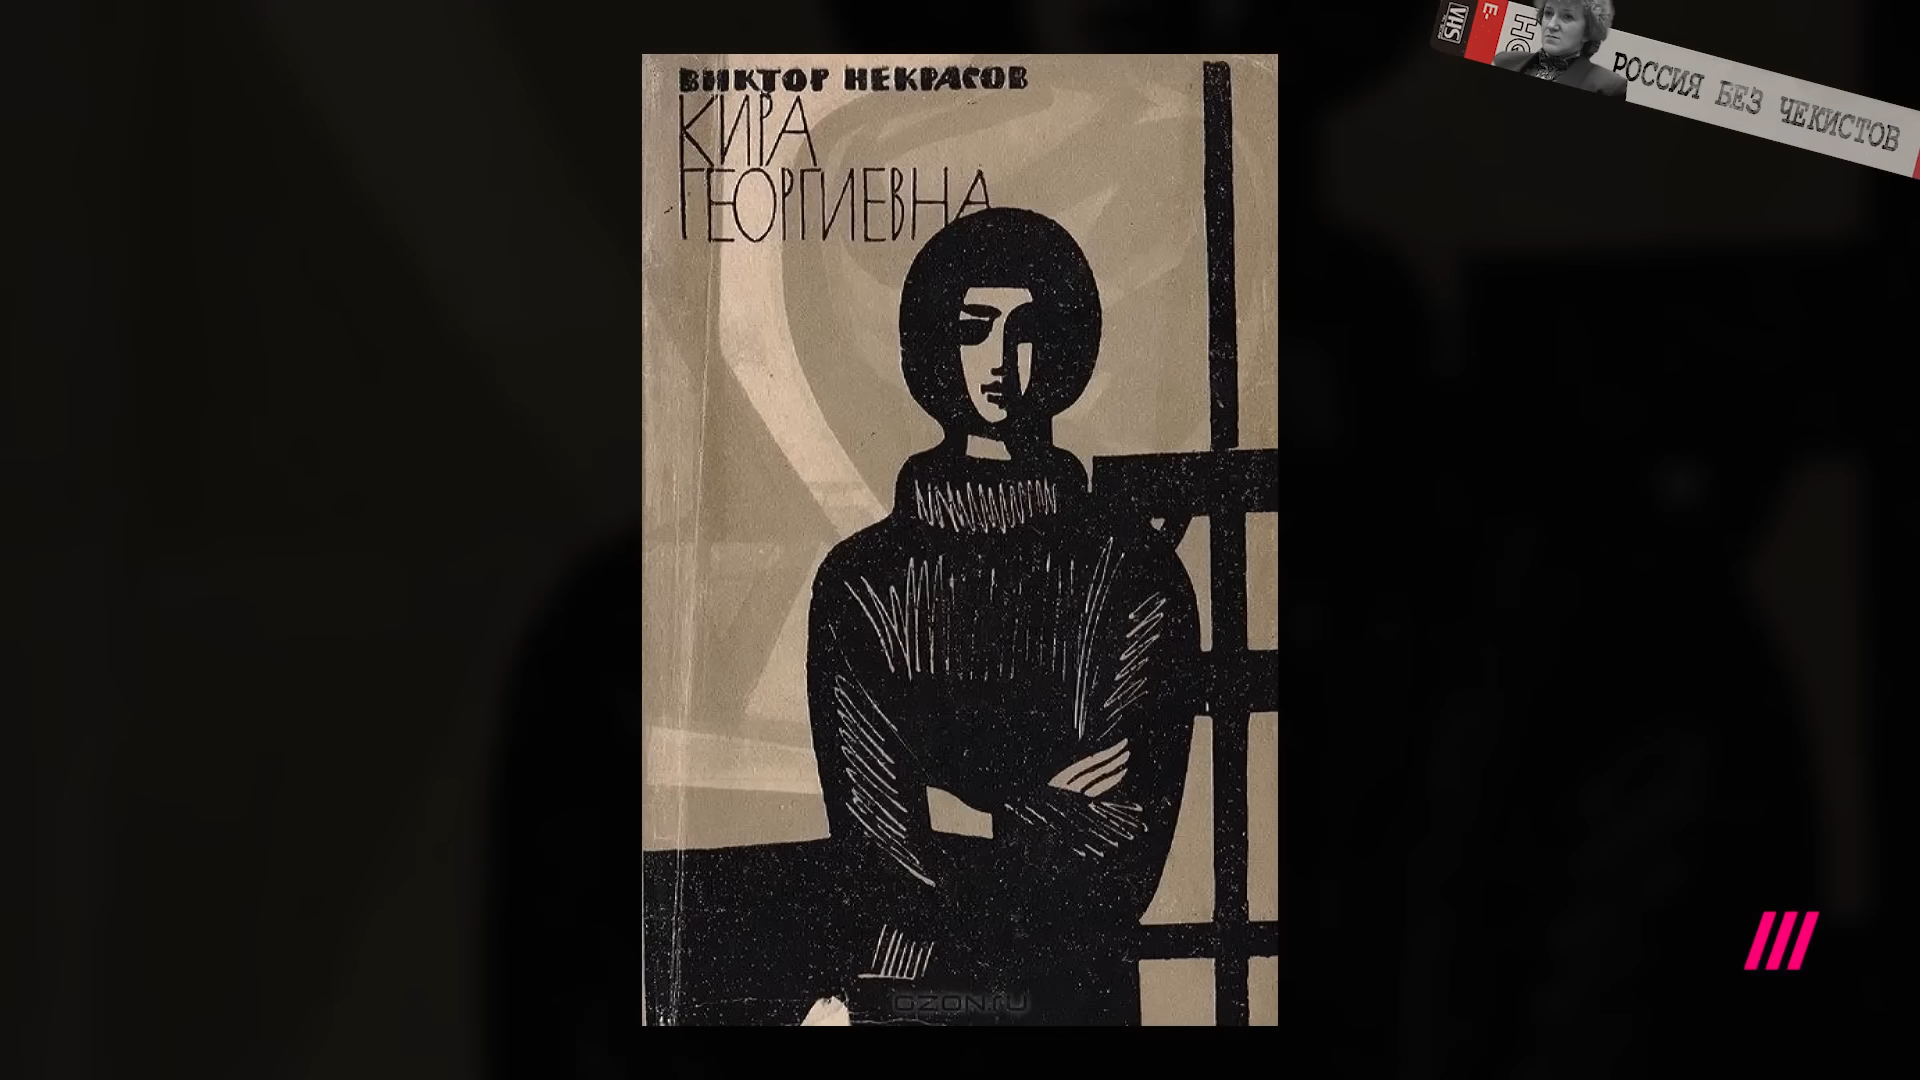 ВИКТОР НЕКРАСОВ
КИРА
ГЕОРГИЕВНА
VHS
E-
РОССИЯ БЕЗ ЧЕКИСТОВ
OZON.ru